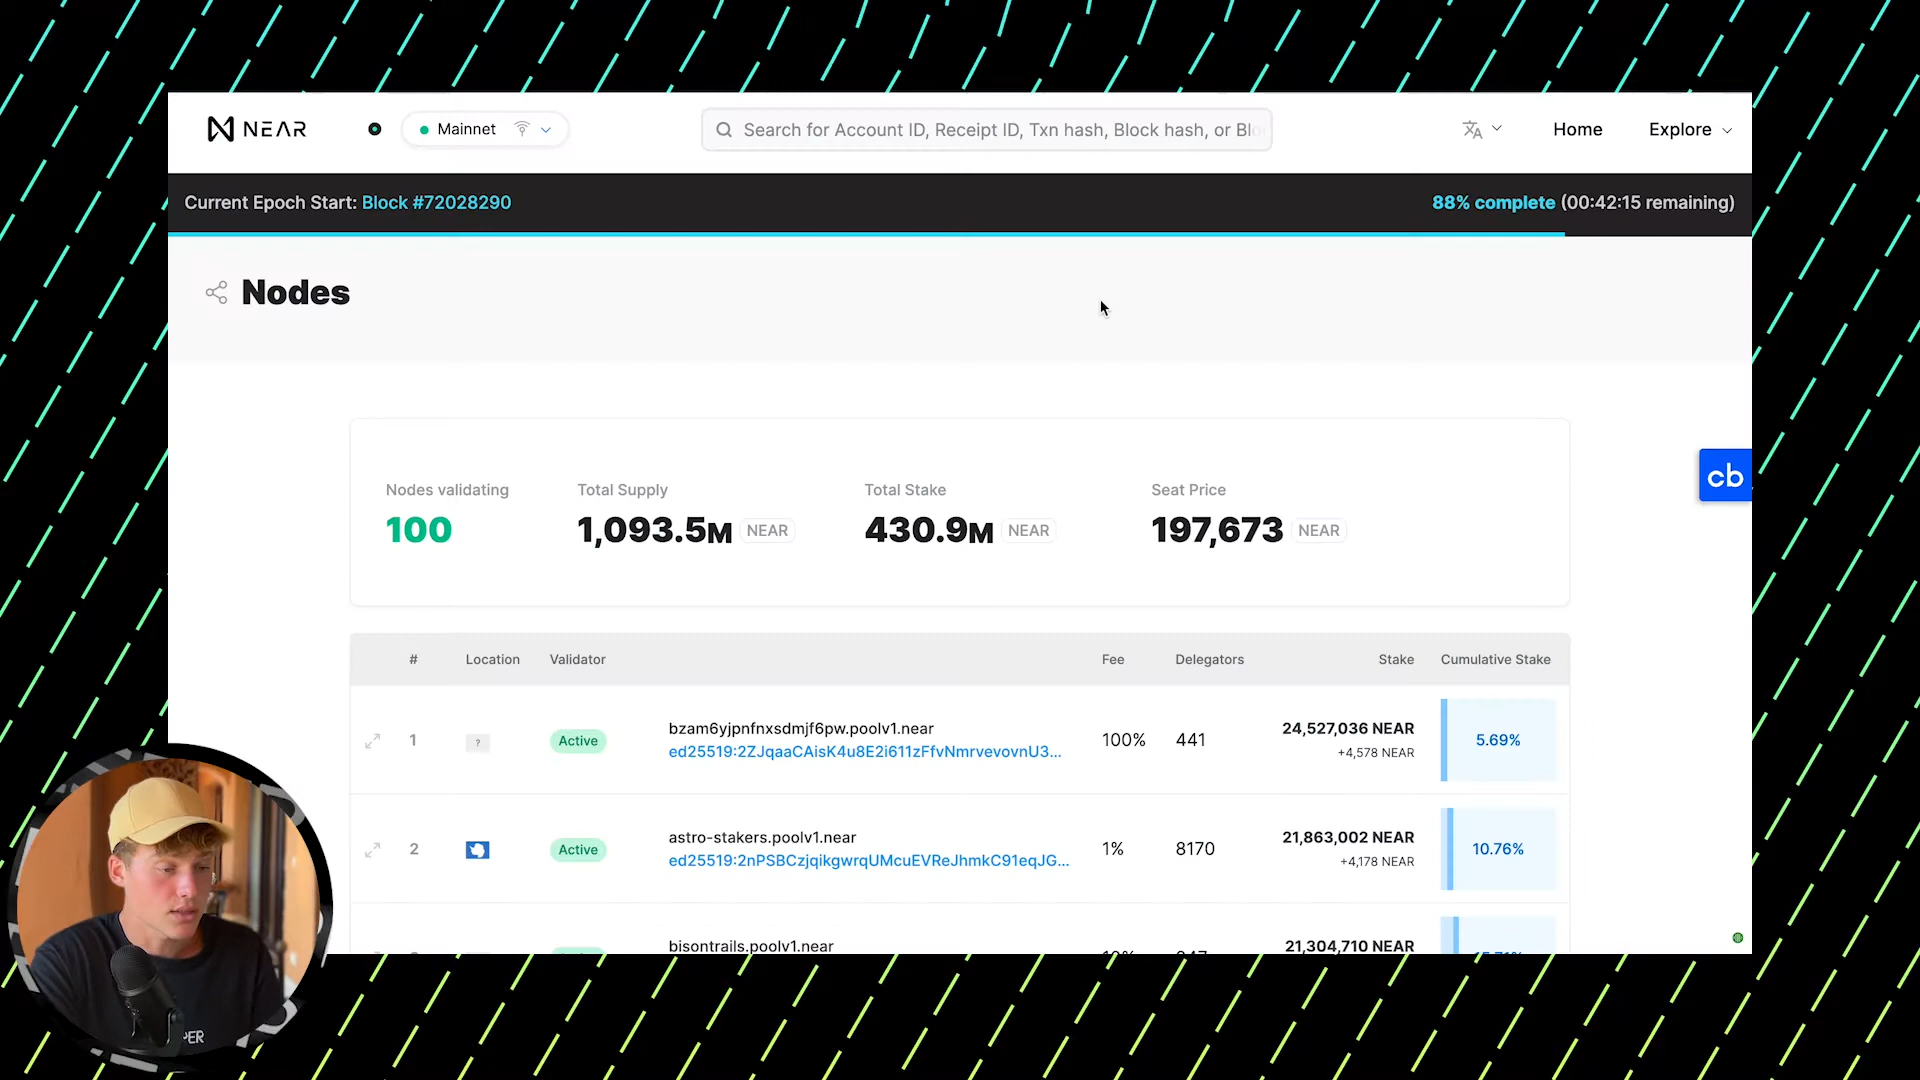 NEAR
Mainnet
Search for Account ID, Receipt ID, Txn hash, Block hash, or Blo
Home
Explore
Current Epoch Start: Block #72028290
88% complete (00:42:15 remaining)
Nodes
Nodes validating
100
Total Supply
1,093.5M NEAR
Total Stake
430.9M NEAR
Seat Price
197,673 NEAR
cb
# Location Validator Fee Delegators Stake Cumulative Stake
1 ? Active bzam6yjpnfnxsdmjf6pw.poolv1.near 100% 441 24,527,036 NEAR 5.69%
ed25519:2ZJqaaCAisK4u8E2i611zFfvNmrvevovnU3... +4,578 NEAR
2 Active astro-stakers.poolv1.near 1% 8170 21,863,002 NEAR 10.76%
ed25519:2nPSBCzjqikgwrqUMcuEVReJhmkC91eqJG... +4,178 NEAR
bisontrails.poolv1.near 21,304,710 NEAR